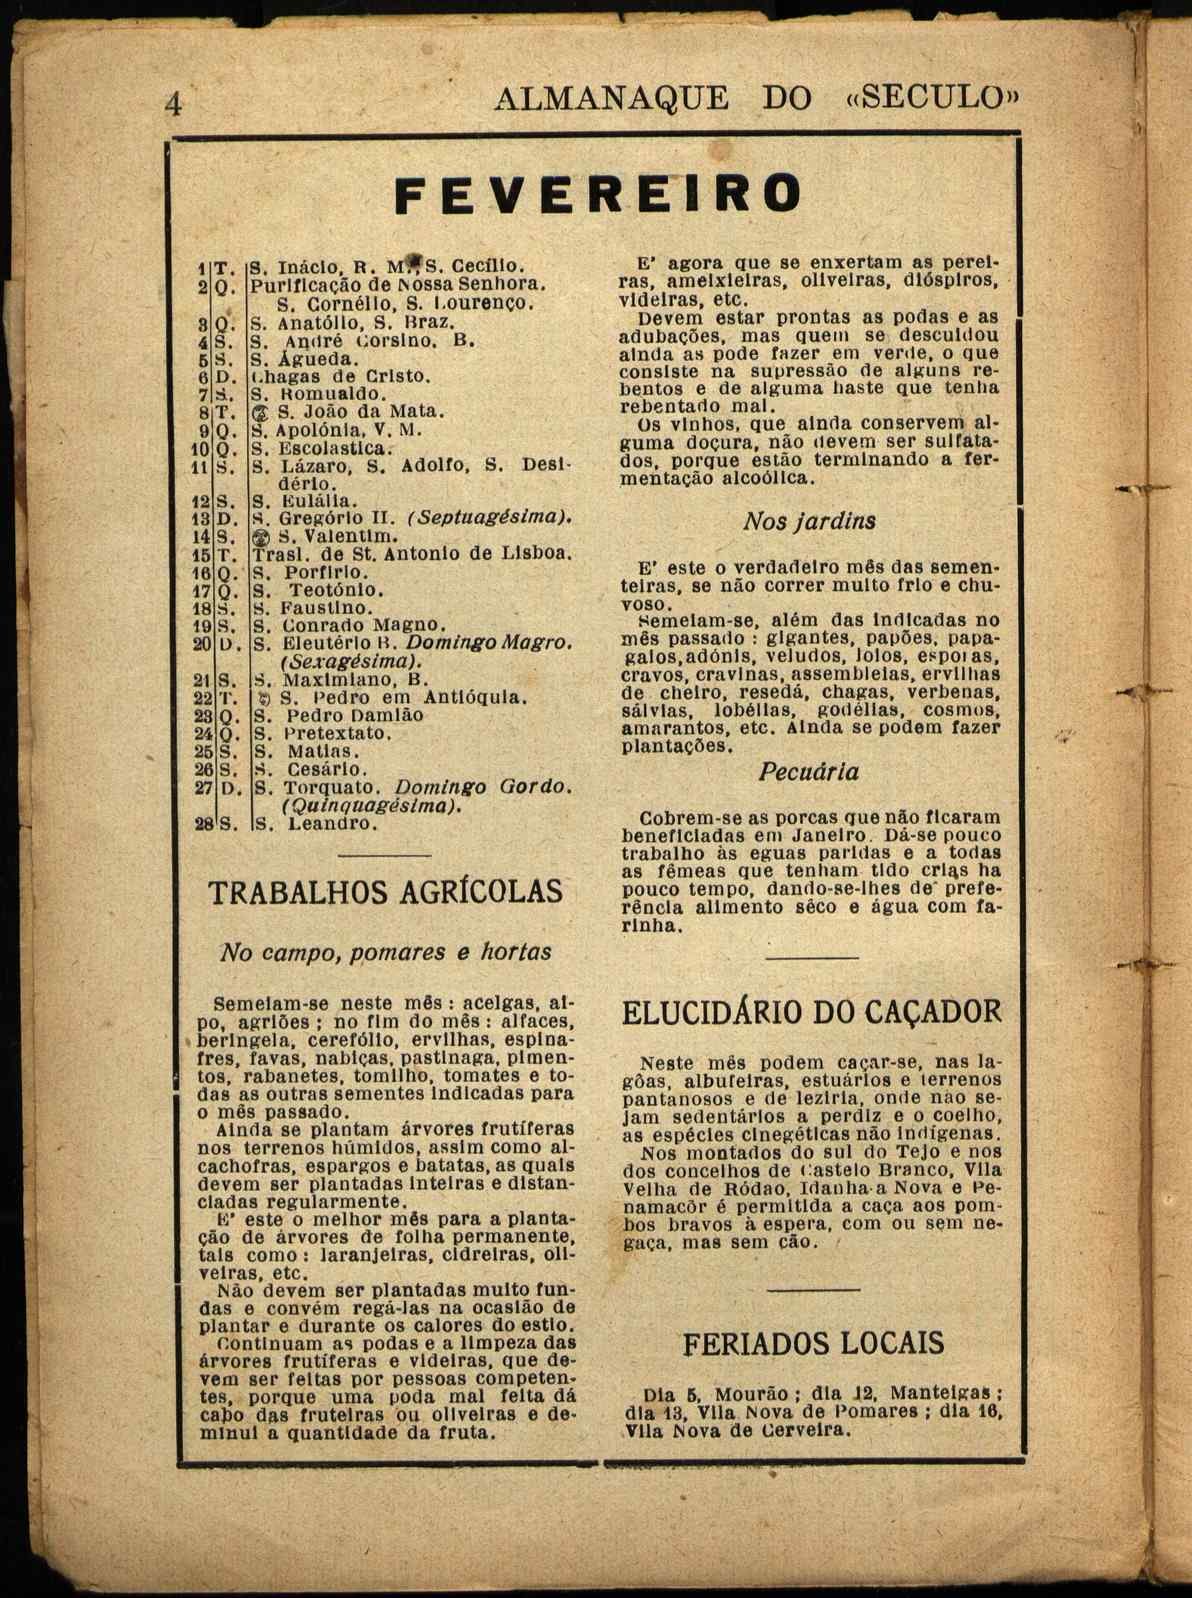 4
ALMANAQUE DO «SECULO»
FEVEREIRO
1 T. S. Inácio, R. M., S. Cecílio.
2 Q. Purificação de Nossa Senhora.
S. Cornélio, S. Lourenço.
3 Q. S. Anatólio, S. Braz.
4 S. S. André Corsino, B.
5 S. S. Águeda.
6 D. Chagas de Cristo.
7 S. S. Romualdo.
8 T. S. João da Mata.
9 Q. S. Apolónia, V. M.
10 Q. S. Escolastica.
11 S. S. Lázaro, S. Adolfo, S. Desi-
dério.
12 S. S. Eulália.
13 D. S. Gregório II. (Septuagésima).
14 S. S. Valentim.
15 T. Trasl. de St. Antonio de Lisboa.
16 Q. S. Porfirio.
17 Q. S. Teotónio.
18 S. S. Faustino.
19 S. S. Conrado Magno.
20 D. S. Eleutério B. Domingo Magro.
(Sexagésima).
21 S. S. Maximiano, B.
22 T. S. Pedro em Antióquia.
23 Q. S. Pedro Damião
24 Q. S. Pretextato.
25 S. S. Matias.
26 S. S. Cesário.
27 D. S. Torquato. Domingo Gordo.
(Quinquagésima).
28 S. S. Leandro.
TRABALHOS AGRÍCOLAS
No campo, pomares e hortas
Semeiam-se neste mês : acelgas, ai-
po, agriões ; no fim do mês : alfaces,
beringela, cerefólio, ervilhas, espina-
fres, favas, nabiças, pastinaga, pimen-
tos, rabanetes, tomilho, tomates e to-
das as outras sementes indicadas para
o mês passado.
Ainda se plantam árvores frutíferas
nos terrenos húmidos, assim como al-
cachofras, espargos e batatas, as quais
devem ser plantadas inteiras e distan-
ciadas regularmente.
E' este o melhor mês para a planta-
ção de árvores de folha permanente,
tais como : laranjeiras, cidreiras, oli-
veiras, etc.
Não devem ser plantadas muito fun-
das e convém regá-las na ocasião de
plantar e durante os calores do estio.
Continuam as podas e a limpeza das
árvores frutíferas e videiras, que de-
vem ser feitas por pessoas competen-
tes, porque uma poda mal feita dá
cabo das fruteiras ou oliveiras e de-
minui a quantidade da fruta.
E' agora que se enxertam as perei-
ras, ameixieiras, oliveiras, dióspiros,
videiras, etc.
Devem estar prontas as podas e as
adubações, mas quem se descuidou
ainda as pode fazer em verde, o que
consiste na supressão de alguns re-
bentos e de alguma haste que tenha
rebentado mal.
Os vinhos, que ainda conservem al-
guma doçura, não devem ser sulfata-
dos, porque estão terminando a fer-
mentação alcoólica.
Nos jardins
E' este o verdadeiro mês das semen-
teiras, se não correr muito frio e chu-
voso.
Semeiam-se, além das indicadas no
mês passado : gigantes, papões, papa-
gaios, adónis, veludos, loios, esporas,
cravos, cravinas, assembleias, ervilhas
de cheiro, resedá, chagas, verbenas,
sálvias, lobélias, godélias, cosmos,
amarantos, etc. Ainda se podem fazer
plantações.
Pecuária
Cobrem-se as porcas que não ficaram
beneficiadas em Janeiro. Dá-se pouco
trabalho às eguas paridas e a todas
as fêmeas que tenham tido crias ha
pouco tempo, dando-se-lhes de prefe-
rência alimento sêco e água com fa-
rinha.
ELUCIDÁRIO DO CAÇADOR
Neste mês podem caçar-se, nas la-
gôas, albufeiras, estuários e terrenos
pantanosos e de lezíria, onde não se-
jam sedentários a perdiz e o coelho,
as espécies cinegéticas não indígenas.
Nos montados do sul do Tejo e nos
dos concelhos de Castelo Branco, Vila
Velha de Ródao, Idanha-a Nova e Pe-
namacôr é permitida a caça aos pom-
bos bravos à espera, com ou sem ne-
gaça, mas sem cão.
FERIADOS LOCAIS
Dia 5, Mourão ; dia 12, Manteigas ;
dia 13, Vila Nova de Pomares ; dia 16,
Vila Nova de Cerveira.